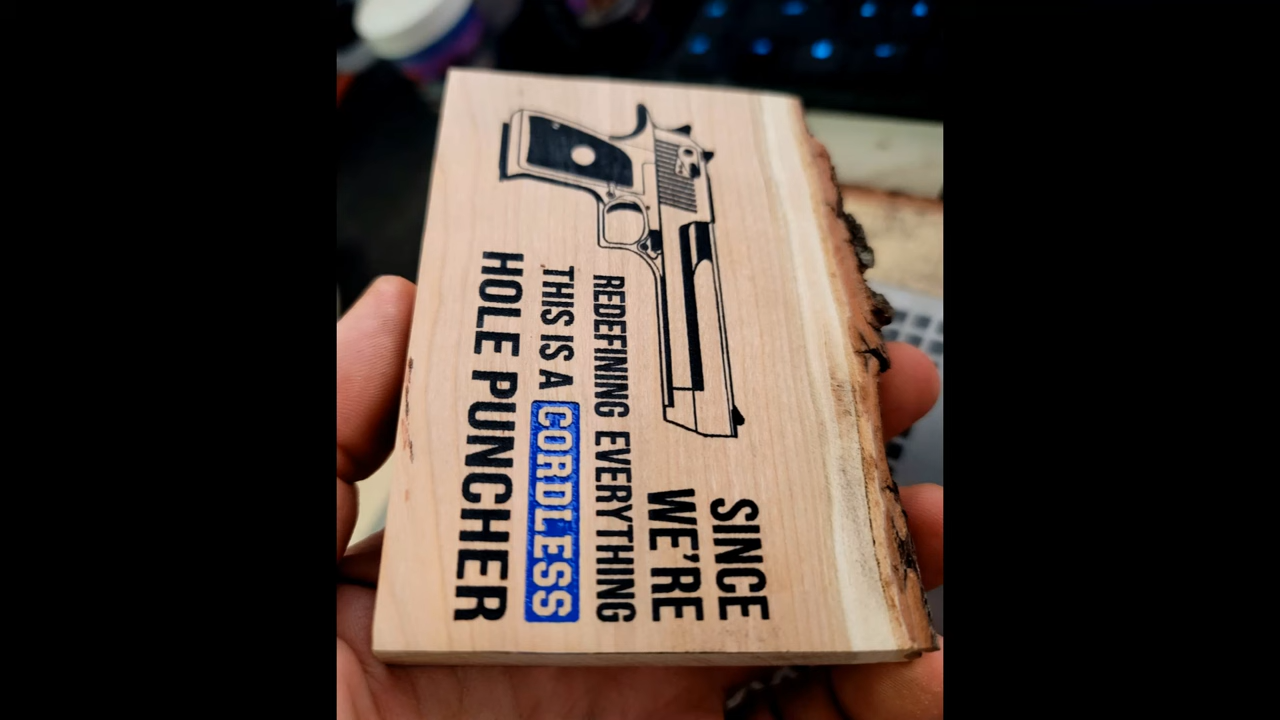 SINCE
WE'RE
REDEFINING EVERYTHING
THIS IS A CORDLESS
HOLE PUNCHER